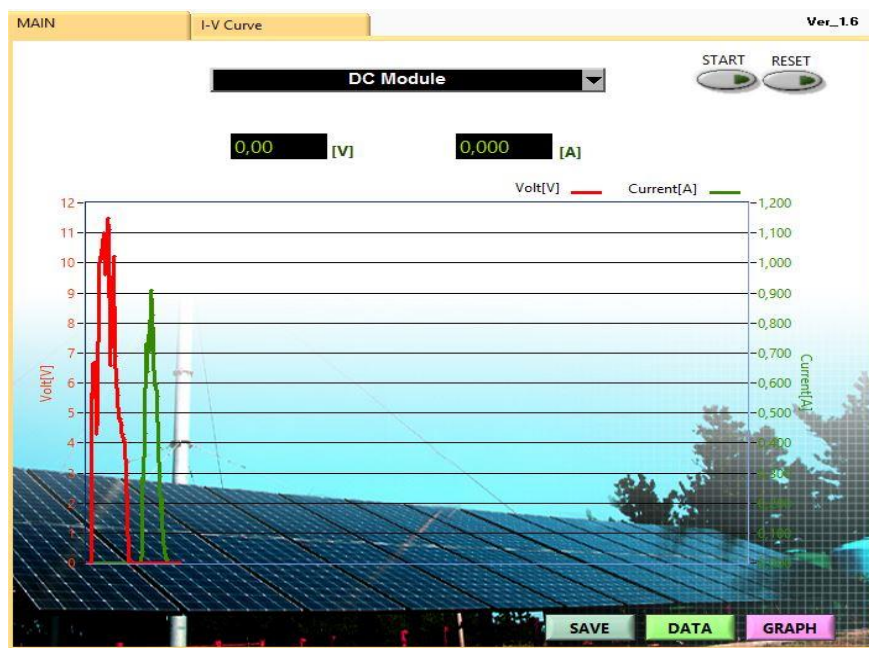 MAIN
I-V Curve
Ver_1.6
START RESET
DC Module
0,00 [V] 0,000 [A]
Volt[V] Current[A]
12
11
10
9
8
7
6
5
4
3
2
1
0
Volt[V]
1,200
1,100
1,000
0,900
0,800
0,700
0,600
0,500
0,400
Current[A]
SAVE DATA GRAPH